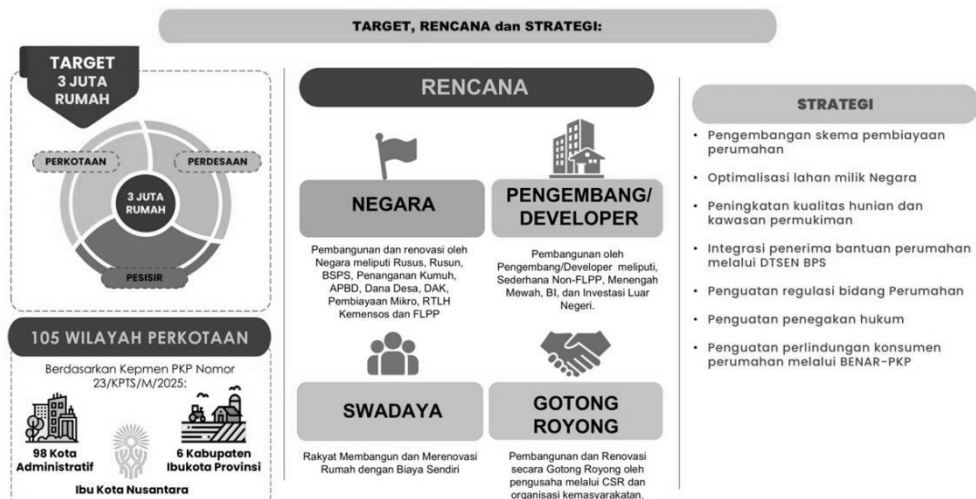 TARGET, RENCANA dan STRATEGI:
TARGET
3 JUTA
RUMAH
PERKOTAAN
PERDESAAN
3 JUTA
RUMAH
PESISIR
105 WILAYAH PERKOTAAN
Berdasarkan Kepmen PKP Nomor
23/KPTS/M/2025:
98 Kota
Administratif
6 Kabupaten
Ibukota Provinsi
Ibu Kota Nusantara
RENCANA
NEGARA
Pembangunan dan renovasi oleh
Negara meliputi Rusus, Rusun,
BSPS, Penanganan Kumuh,
APBD, Dana Desa, DAK,
Pembiayaan Mikro, RTLH
Kemensos dan FLPP
PENGEMBANG/
DEVELOPER
Pembangunan oleh
Pengembang/Developer meliputi,
Sederhana Non-FLPP, Menengah
Mewah, BI, dan Investasi Luar
Negeri.
SWADAYA
Rakyat Membangun dan Merenovasi
Rumah dengan Biaya Sendiri
GOTONG
ROYONG
Pembangunan dan Renovasi
secara Gotong Royong oleh
pengusaha melalui CSR dan
organisasi kemasyarakatan.
STRATEGI
• Pengembangan skema pembiayaan
perumahan
• Optimalisasi lahan milik Negara
• Peningkatan kualitas hunian dan
kawasan permukiman
• Integrasi penerima bantuan perumahan
melalui DTSEN BPS
• Penguatan regulasi bidang Perumahan
• Penguatan penegakan hukum
• Penguatan perlindungan konsumen
perumahan melalui BENAR-PKP